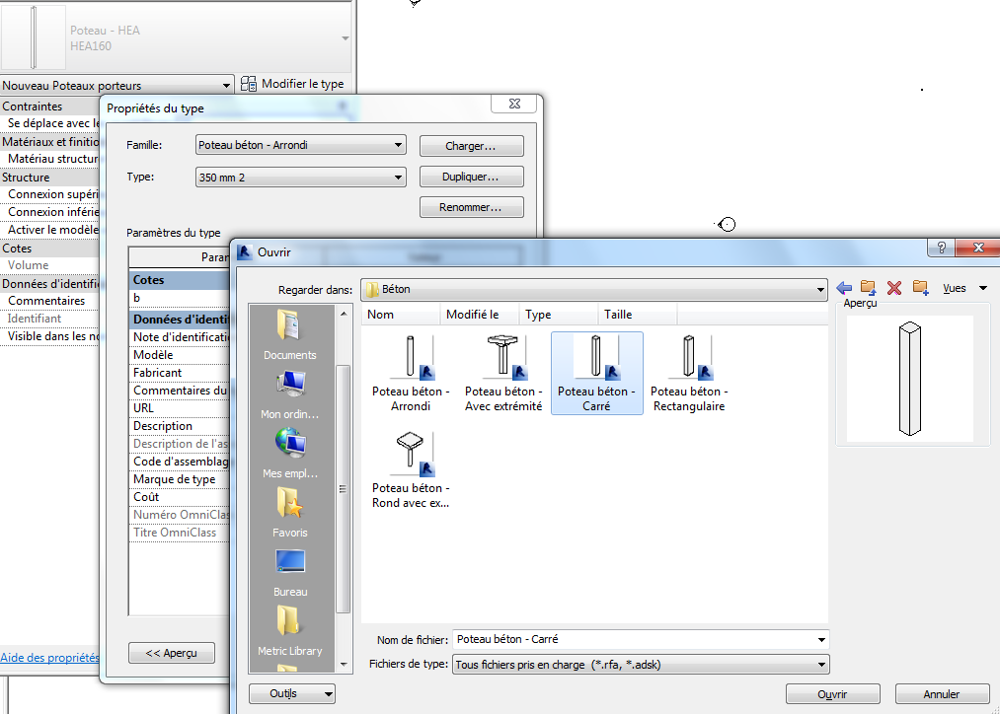 Poteau - HEA
HEA160
Nouveau Poteaux porteurs
Modifier le type
Contraintes
Se déplace avec le
Matériaux et finitio
Matériau structur
Structure
Connexion supéri
Connexion inférie
Activer le modèle
Cotes
Volume
Données d'identifi
Commentaires
Identifiant
Visible dans les no
Aide des propriétés
Propriétés du type
Famille:
Poteau béton - Arrondi
Charger...
Type:
350 mm 2
Dupliquer...
Renommer...
Paramètres du type
Param
Cotes
b
Données d'identif
Note d'identificatio
Modèle
Fabricant
Commentaires du
URL
Description
Description de l'as
Code d'assemblag
Marque de type
Coût
Numéro OmniClas
Titre OmniClass
<< Aperçu
Ouvrir
Regarder dans:
Béton
Vues
Nom
Modifié le
Type
Taille
Aperçu
Documents
Mon ordin...
Mes empl...
Favoris
Bureau
Metric Library
Poteau béton -
Arrondi
Poteau béton -
Avec extrémité
Poteau béton -
Carré
Poteau béton -
Rectangulaire
Poteau béton -
Rond avec ex...
Nom de fichier:
Poteau béton - Carré
Fichiers de type:
Tous fichiers pris en charge (*.rfa, *.adsk)
Outils
Ouvrir
Annuler